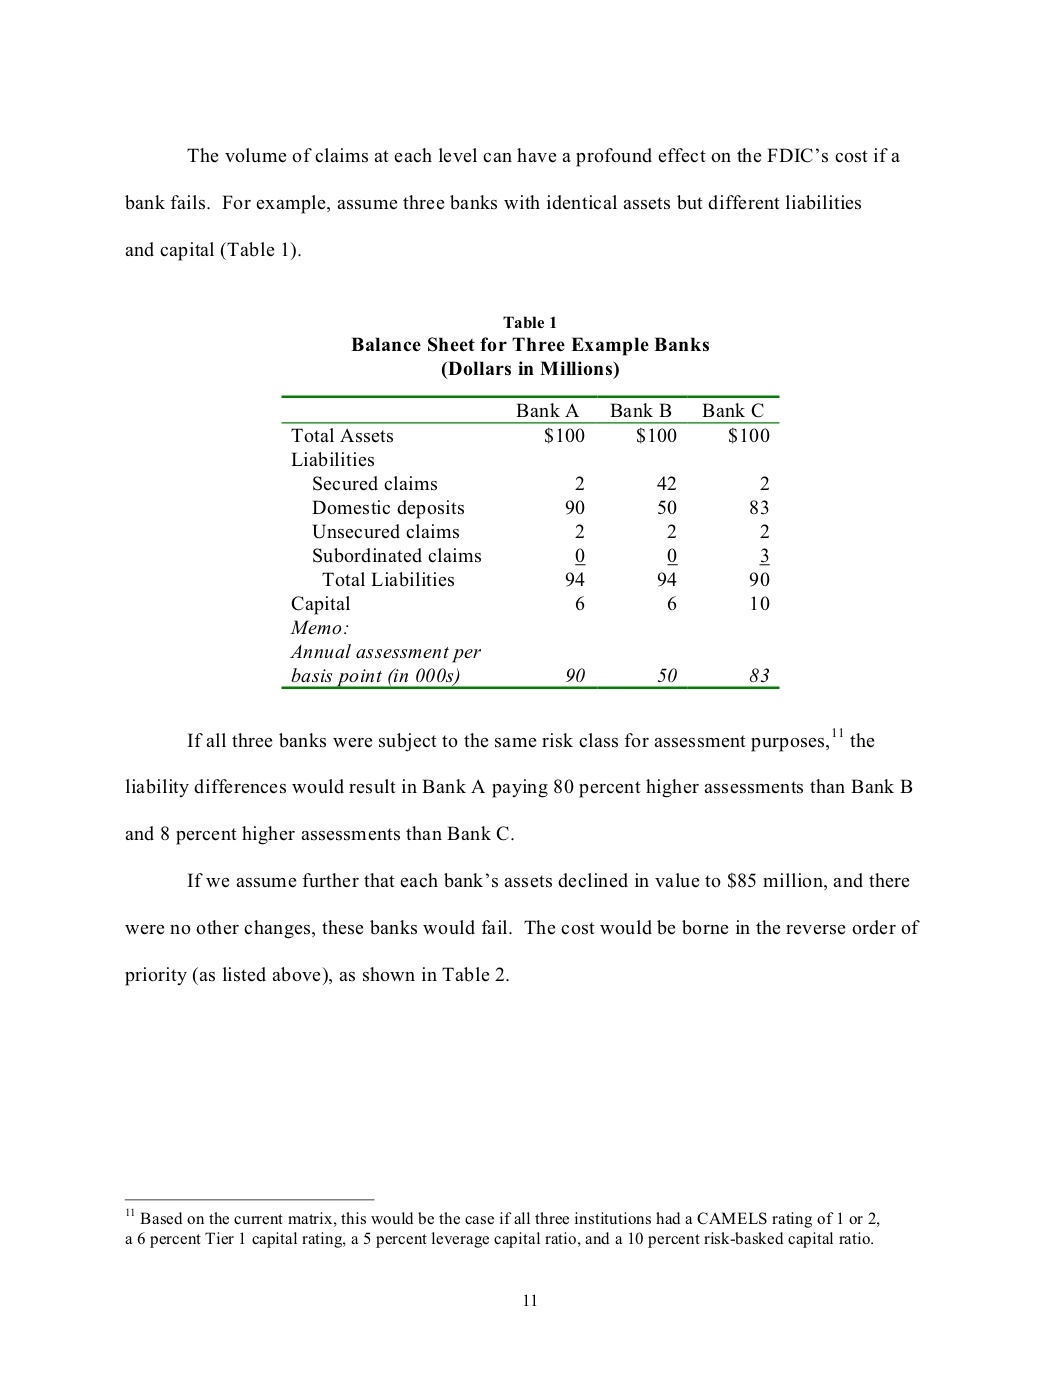 The volume of claims at each level can have a profound effect on the FDIC’s cost if a
bank fails.  For example, assume three banks with identical assets but different liabilities
and capital (Table 1).
Table 1
Balance Sheet for Three Example Banks
(Dollars in Millions)
Bank A Bank B Bank C
Total Assets $100 $100 $100
Liabilities
Secured claims 2 42 2
Domestic deposits 90 50 83
Unsecured claims 2 2 2
Subordinated claims 0 0 3
Total Liabilities 94 94 90
Capital 6 6 10
Memo:
Annual assessment per
basis point (in 000s) 90 50 83
If all three banks were subject to the same risk class for assessment purposes,11 the
liability differences would result in Bank A paying 80 percent higher assessments than Bank B
and 8 percent higher assessments than Bank C.
If we assume further that each bank’s assets declined in value to $85 million, and there
were no other changes, these banks would fail.  The cost would be borne in the reverse order of
priority (as listed above), as shown in Table 2.
11 Based on the current matrix, this would be the case if all three institutions had a CAMELS rating of 1 or 2,
a 6 percent Tier 1 capital rating, a 5 percent leverage capital ratio, and a 10 percent risk-basked capital ratio.
11